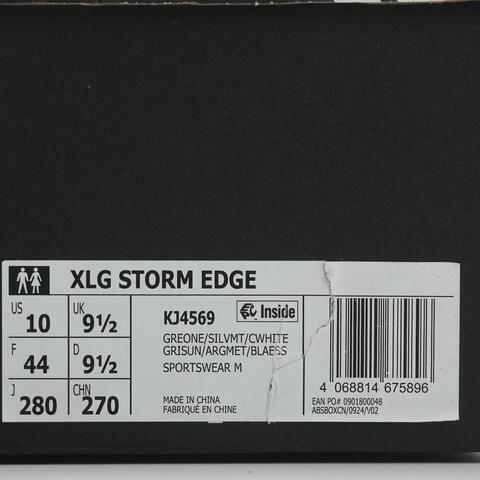 XLG STORM EDGE
US 10 UK 9½
F 44 D 9½
J 280 CHN 270
KJ4569 Inside
GREONE/SILVMT/CWHITE
GRISUN/ARGMET/BLAESS
SPORTSWEAR M
MADE IN CHINA
FABRIQUÉ EN CHINE
4 068814 675896
EAN PO# 0901800048
ABSBOXCN/0924/V02